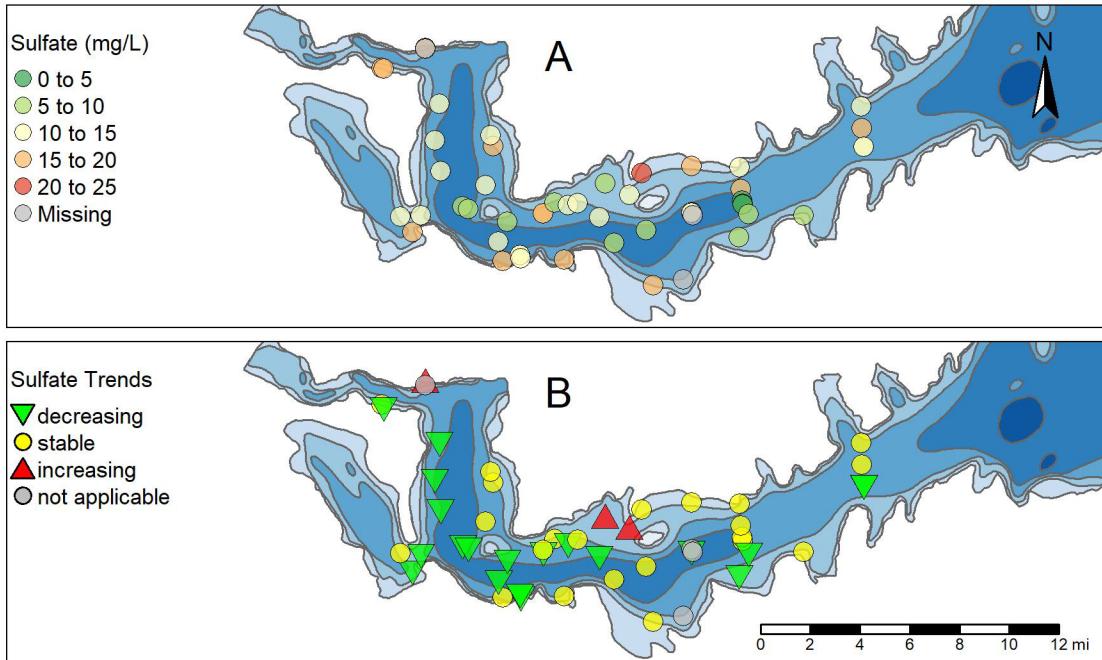 Sulfate (mg/L)
0 to 5
5 to 10
10 to 15
15 to 20
20 to 25
Missing
A
N
Sulfate Trends
decreasing
stable
increasing
not applicable
B
0 2 4 6 8 10 12 mi